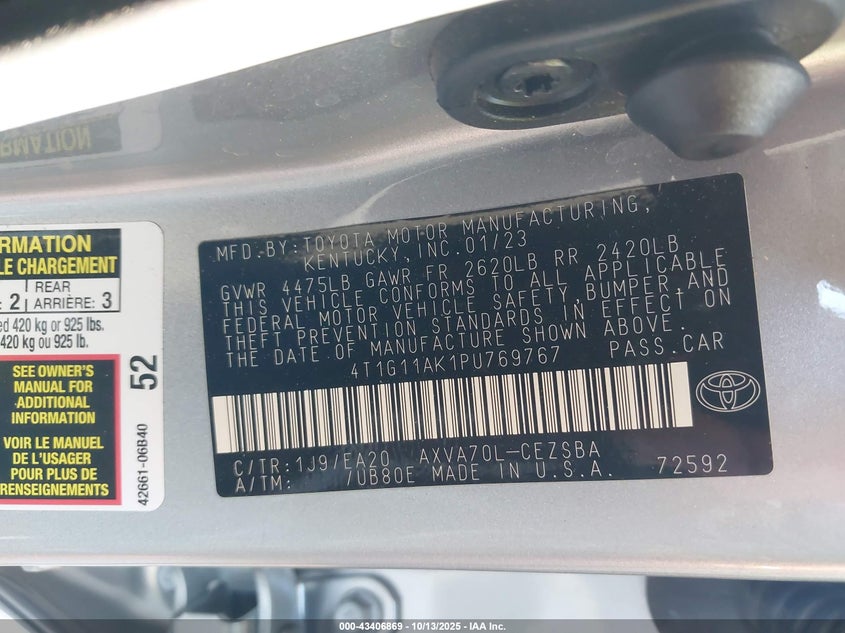 RMATION
LE CHARGEMENT
REAR
: 2 ARRIÈRE: 3
ed 420 kg or 925 lbs.
420 kg ou 925 lb.
SEE OWNER'S
MANUAL FOR
ADDITIONAL
INFORMATION
VOIR LE MANUEL
DE L'USAGER
POUR PLUS DE
RENSEIGNEMENTS
52
42661-06B40
MFD. BY: TOYOTA MOTOR MANUFACTURING,
KENTUCKY, INC. 01/23
GVWR 4475LB GAWR FR 2620LB RR 2420LB
THIS VEHICLE CONFORMS TO ALL APPLICABLE
FEDERAL MOTOR VEHICLE SAFETY, BUMPER, AND
THEFT PREVENTION STANDARDS IN EFFECT ON
THE DATE OF MANUFACTURE SHOWN ABOVE.
4T1G11AK1PU769767 PASS. CAR
C/TR: 1J9/EA20 AXVA70L-CEZSBA
A/TM: /UB80E MADE IN U.S.A. 72592
000-43406869 - 10/13/2025 - IAA Inc.